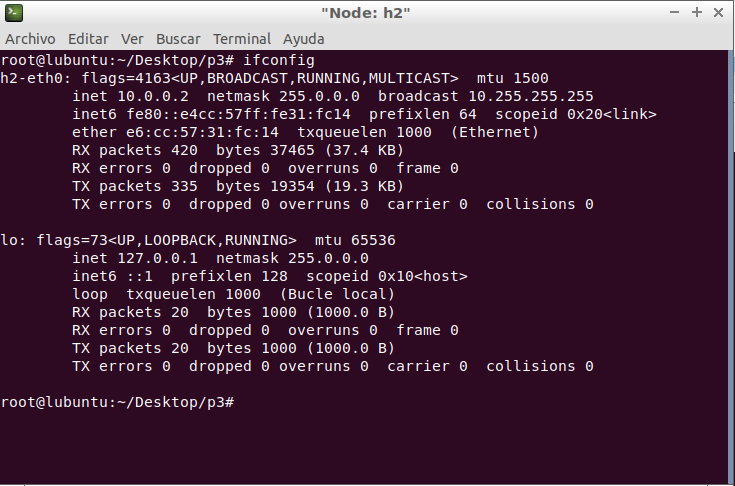 "Node: h2"
Archivo Editar Ver Buscar Terminal Ayuda
root@lubuntu:~/Desktop/p3# ifconfig
h2-eth0: flags=4163<UP,BROADCAST,RUNNING,MULTICAST>  mtu 1500
        inet 10.0.0.2  netmask 255.0.0.0  broadcast 10.255.255.255
        inet6 fe80::e4cc:57ff:fe31:fc14  prefixlen 64  scopeid 0x20<link>
        ether e6:cc:57:31:fc:14  txqueuelen 1000  (Ethernet)
        RX packets 420  bytes 37465 (37.4 KB)
        RX errors 0  dropped 0  overruns 0  frame 0
        TX packets 335  bytes 19354 (19.3 KB)
        TX errors 0  dropped 0 overruns 0  carrier 0  collisions 0

lo: flags=73<UP,LOOPBACK,RUNNING>  mtu 65536
        inet 127.0.0.1  netmask 255.0.0.0
        inet6 ::1  prefixlen 128  scopeid 0x10<host>
        loop  txqueuelen 1000  (Bucle local)
        RX packets 20  bytes 1000 (1000.0 B)
        RX errors 0  dropped 0  overruns 0  frame 0
        TX packets 20  bytes 1000 (1000.0 B)
        TX errors 0  dropped 0 overruns 0  carrier 0  collisions 0

root@lubuntu:~/Desktop/p3#